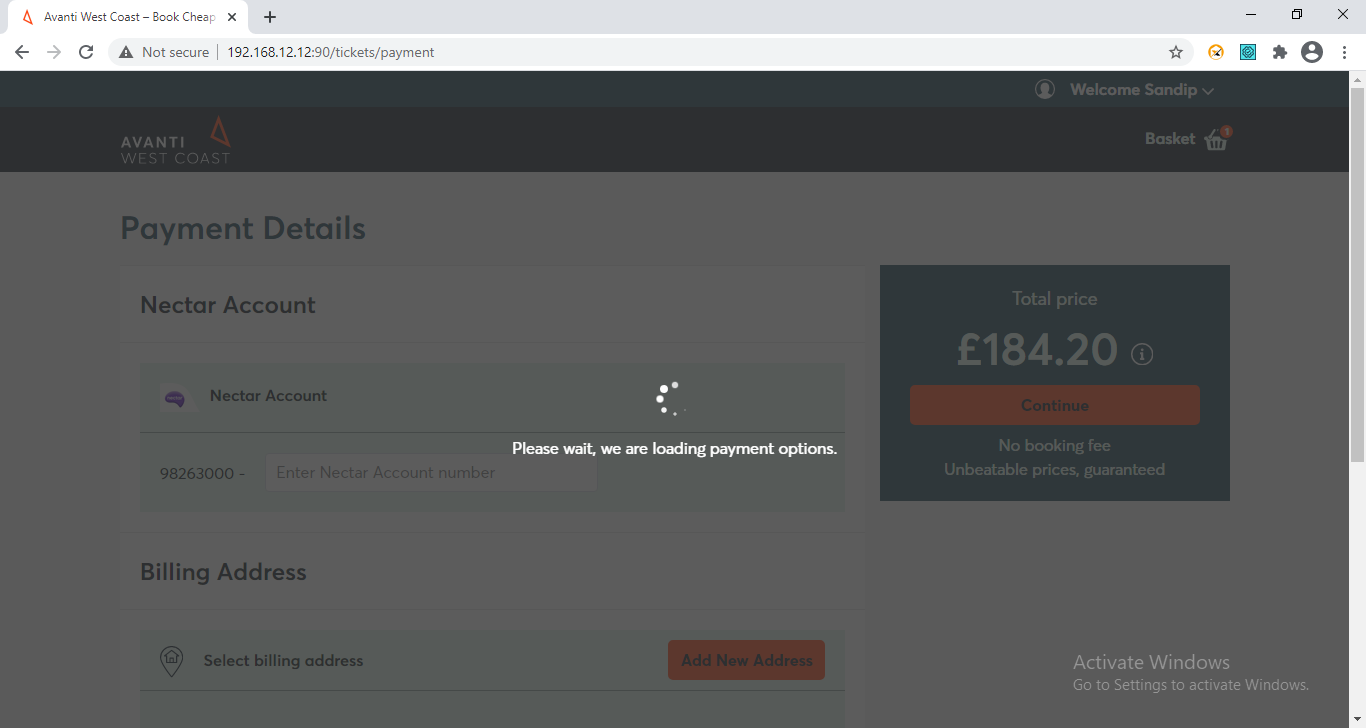 Avanti West Coast – Book Cheap
Not secure
192.168.12.12:90/tickets/payment
Welcome Sandip
AVANTI
WEST COAST
Basket
1
Payment Details
Nectar Account
Total price
£184.20
Nectar Account
Continue
Please wait, we are loading payment options.
No booking fee
98263000 -
Enter Nectar Account number
Unbeatable prices, guaranteed
Billing Address
Select billing address
Add New Address
Activate Windows
Go to Settings to activate Windows.